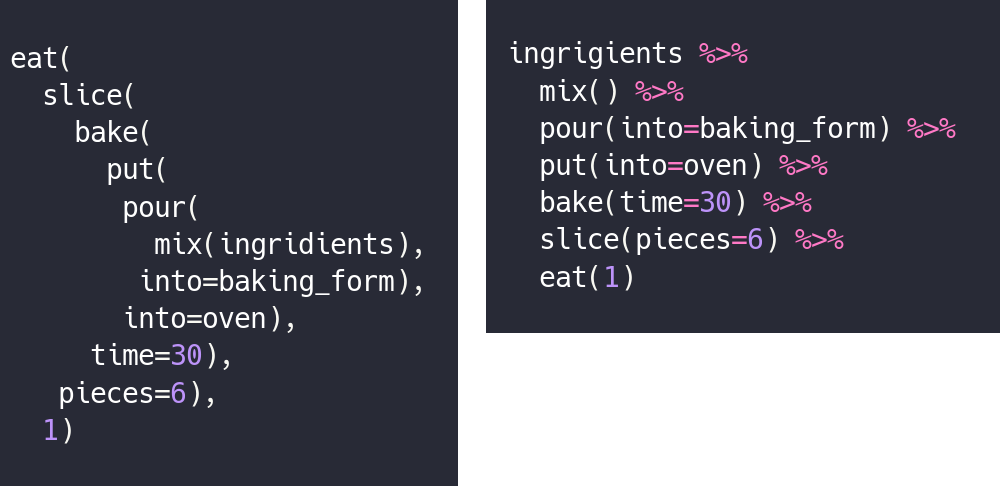 eat(
  slice(
    bake(
      put(
       pour(
         mix(ingridients),
        into=baking_form),
       into=oven),
     time=30),
   pieces=6),
  1)
ingrigients %>%
  mix() %>%
  pour(into=baking_form) %>%
  put(into=oven) %>%
  bake(time=30) %>%
  slice(pieces=6) %>%
  eat(1)